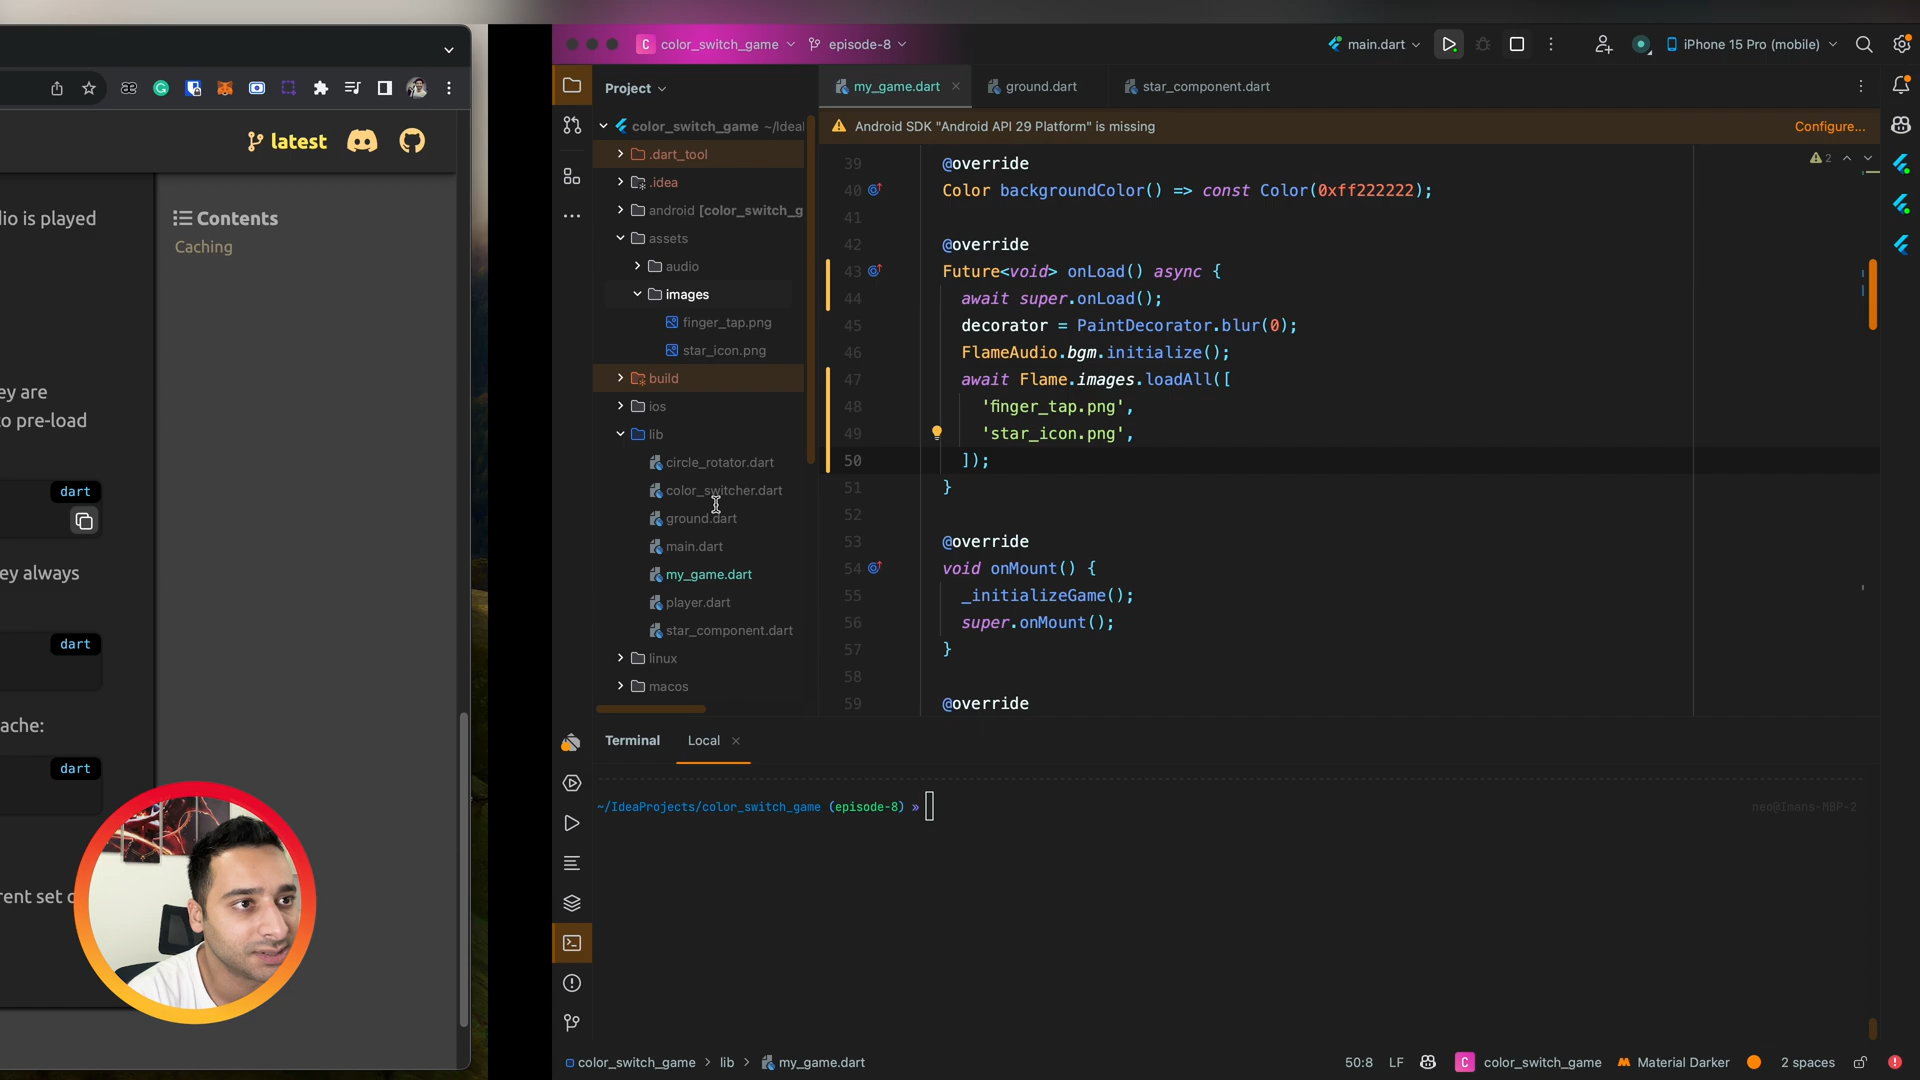 latest
Contents
Caching
io is played
ey are
o pre-load
dart
ey always
dart
ache:
dart
rent set o
C color_switch_game episode-8
main.dart
iPhone 15 Pro (mobile)
Project
my_game.dart
ground.dart
star_component.dart
Android SDK "Android API 29 Platform" is missing
Configure...
color_switch_game ~/Ideal
.dart_tool
.idea
android [color_switch_g
assets
audio
images
finger_tap.png
star_icon.png
build
ios
lib
circle_rotator.dart
color_switcher.dart
ground.dart
main.dart
my_game.dart
player.dart
star_component.dart
linux
macos
2
39 @override
40 Color backgroundColor() => const Color(0xff222222);
41
42 @override
43 Future<void> onLoad() async {
44 await super.onLoad();
45 decorator = PaintDecorator.blur(0);
46 FlameAudio.bgm.initialize();
47 await Flame.images.loadAll([
48 'finger_tap.png',
49 'star_icon.png',
50 ]);
51 }
52
53 @override
54 void onMount() {
55 _initializeGame();
56 super.onMount();
57 }
58
59 @override
Terminal Local
~/IdeaProjects/color_switch_game (episode-8) »
neo@Imans-MBP-2
color_switch_game > lib > my_game.dart
50:8 LF C color_switch_game Material Darker 2 spaces